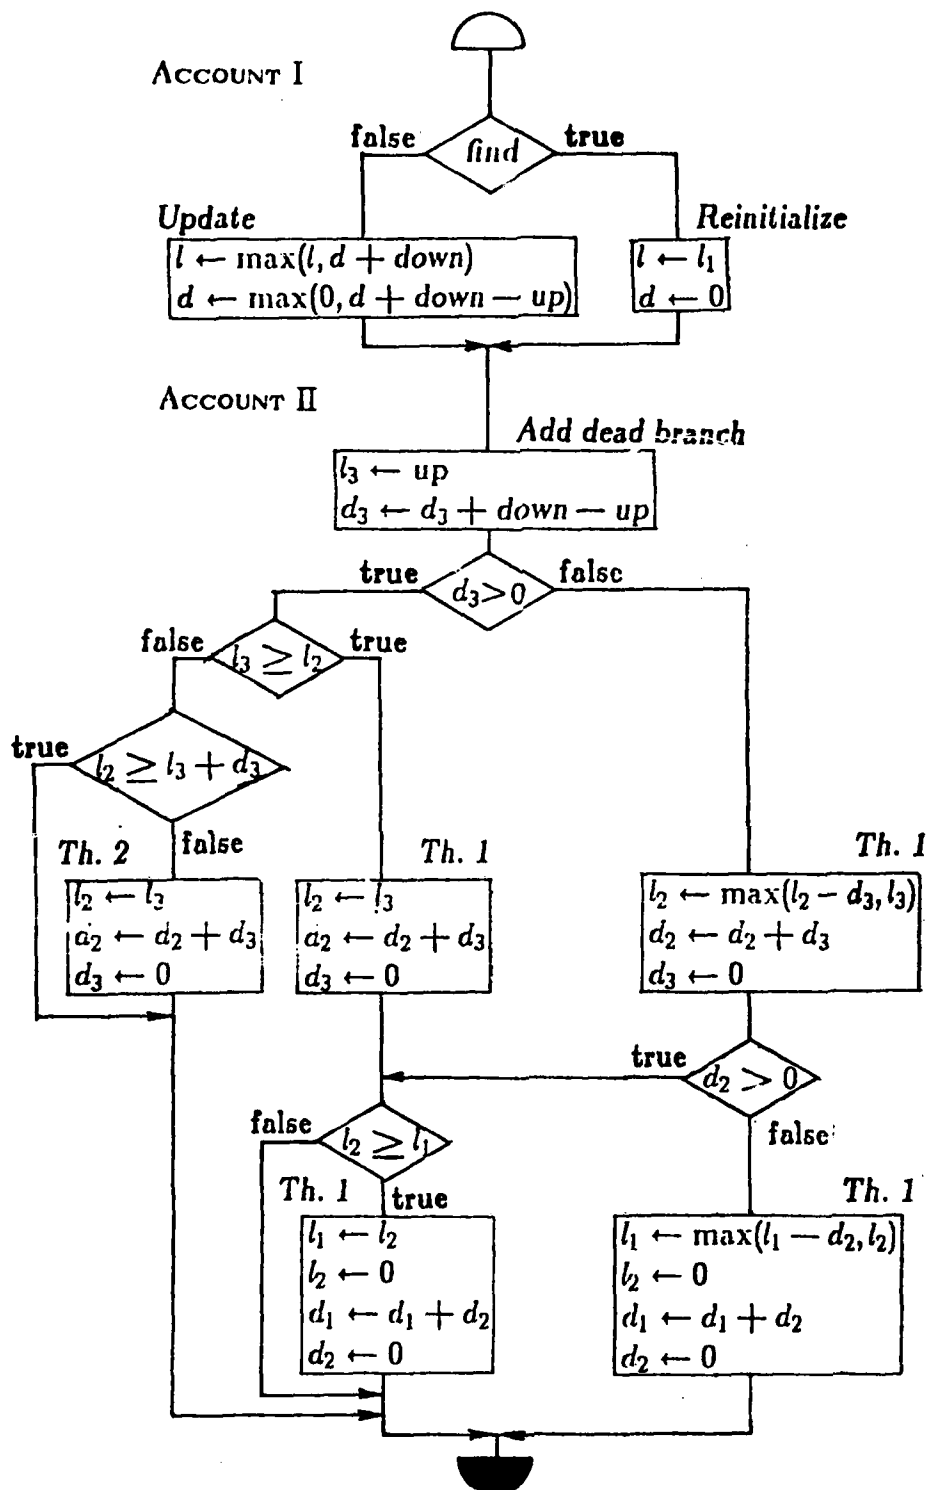 ACCOUNT I
false
find
true
Update
l ← max(l, d + down)
d ← max(0, d + down − up)
Reinitialize
l ← l₁
d ← 0
ACCOUNT II
Add dead branch
l₃ ← up
d₃ ← d₃ + down − up
true
d₃ > 0
false
false
l₃ ≥ l₂
true
true
l₂ ≥ l₃ + d₃
false
Th. 2
l₂ ← l₃
d₂ ← d₂ + d₃
d₃ ← 0
Th. 1
l₂ ← l₃
d₂ ← d₂ + d₃
d₃ ← 0
Th. 1
l₂ ← max(l₂ − d₃, l₃)
d₂ ← d₂ + d₃
d₃ ← 0
true
d₂ > 0
false
false
l₂ ≥ l₁
true
Th. 1
l₁ ← l₂
l₂ ← 0
d₁ ← d₁ + d₂
d₂ ← 0
Th. 1
l₁ ← max(l₁ − d₂, l₂)
l₂ ← 0
d₁ ← d₁ + d₂
d₂ ← 0